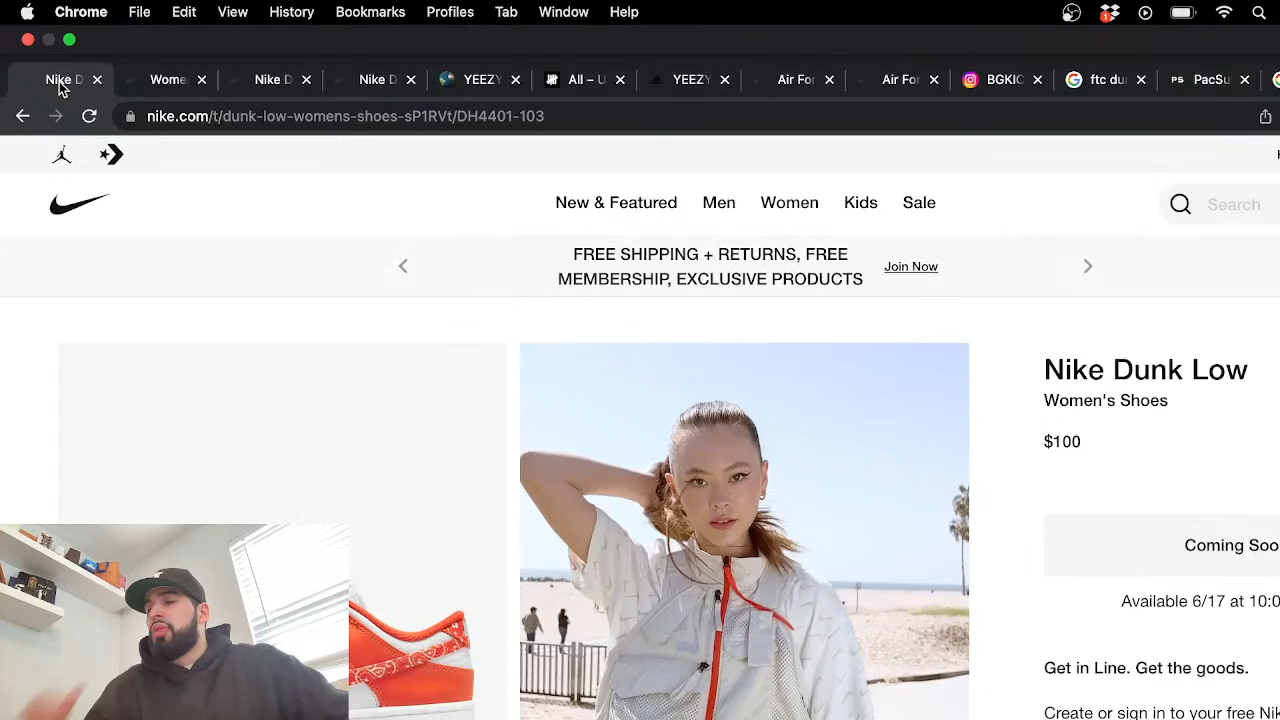 Chrome File Edit View History Bookmarks Profiles Tab Window Help
1
Nike D Wome Nike D Nike D YEEZY All – U YEEZY Air For Air For BGKIC ftc du PS PacSu
nike.com/t/dunk-low-womens-shoes-sP1RVt/DH4401-103
New & Featured Men Women Kids Sale
Search
FREE SHIPPING + RETURNS, FREE
MEMBERSHIP, EXCLUSIVE PRODUCTS
Join Now
Nike Dunk Low
Women's Shoes
$100
Coming Soo
Available 6/17 at 10:0
Get in Line. Get the goods.
Create or sign in to your free Nik